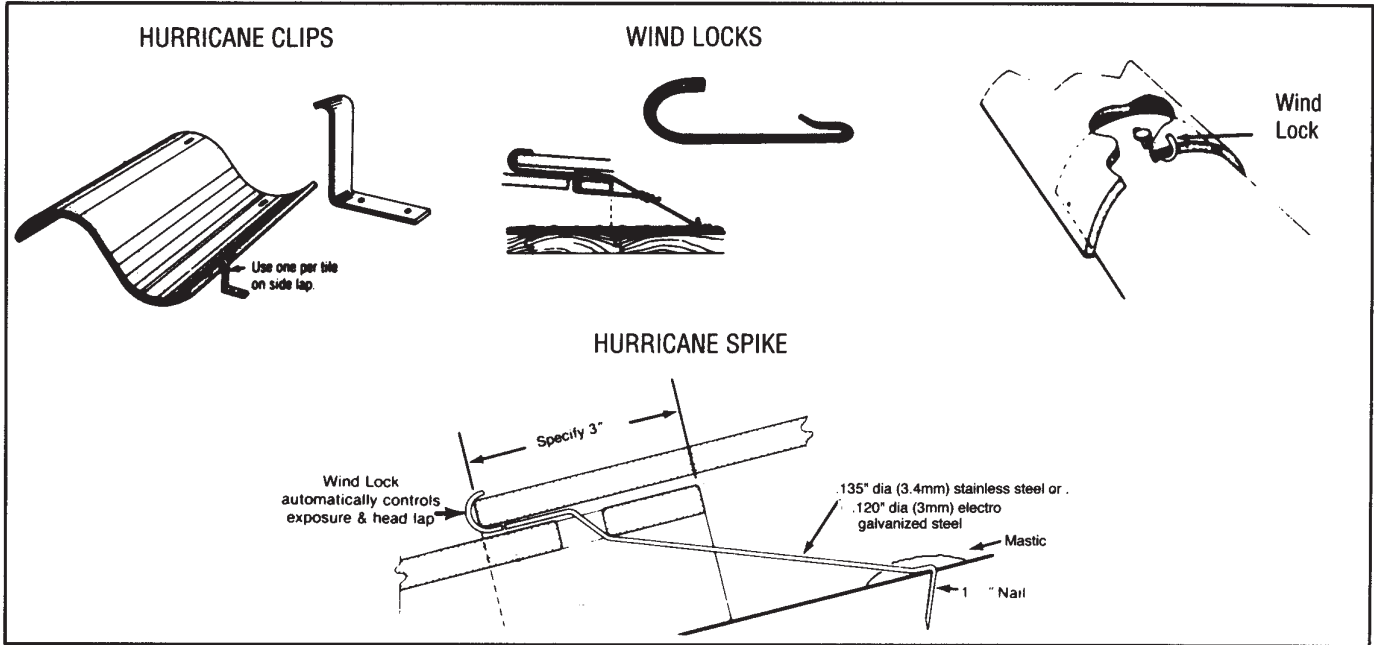 HURRICANE CLIPS
Use one per tile
on side lap.
WIND LOCKS
Wind
Lock
HURRICANE SPIKE
Specify 3"
Wind Lock
automatically controls
exposure & head lap
.135" dia (3.4mm) stainless steel or .
.120" dia (3mm) electro
galvanized steel
Mastic
1 " Nail